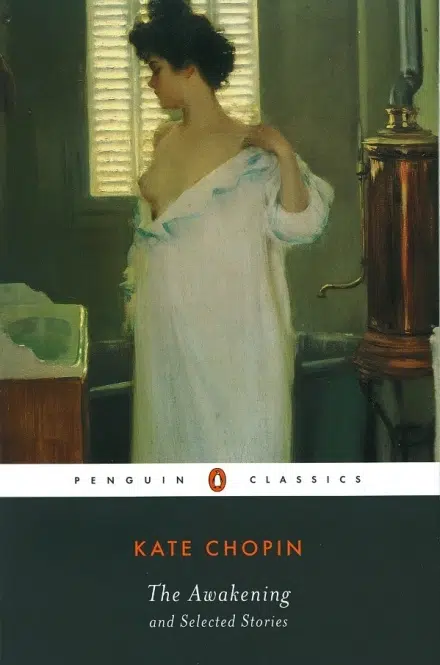 PENGUIN CLASSICS
KATE CHOPIN
The Awakening
and Selected Stories